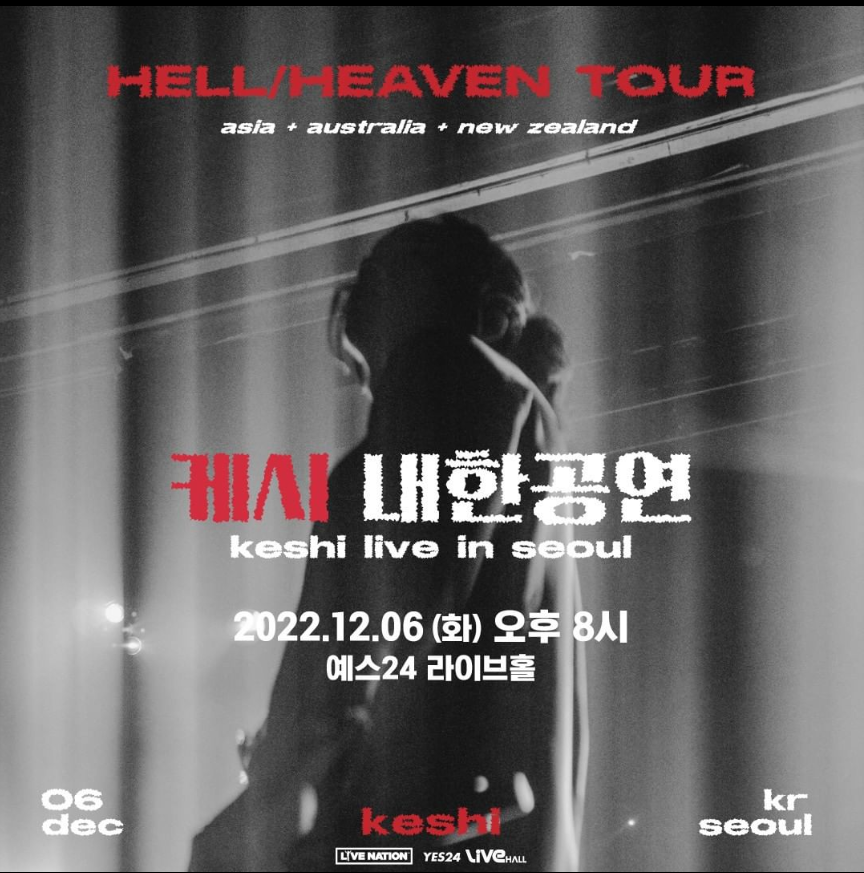 HELL/HEAVEN TOUR
asia + australia + new zealand
케시 내한공연
keshi live in seoul
2022.12.06 (화) 오후 8시
예스24 라이브홀
06 dec
kr seoul
keshi
LIVE NATION YES24 LIVE HALL